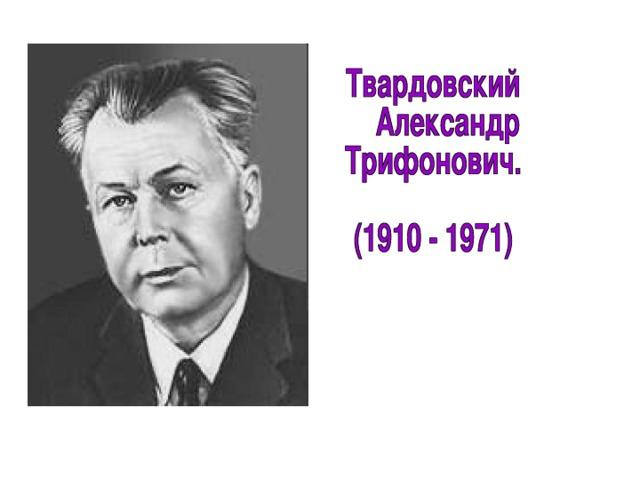 Твардовский
Александр
Трифонович.
(1910 - 1971)